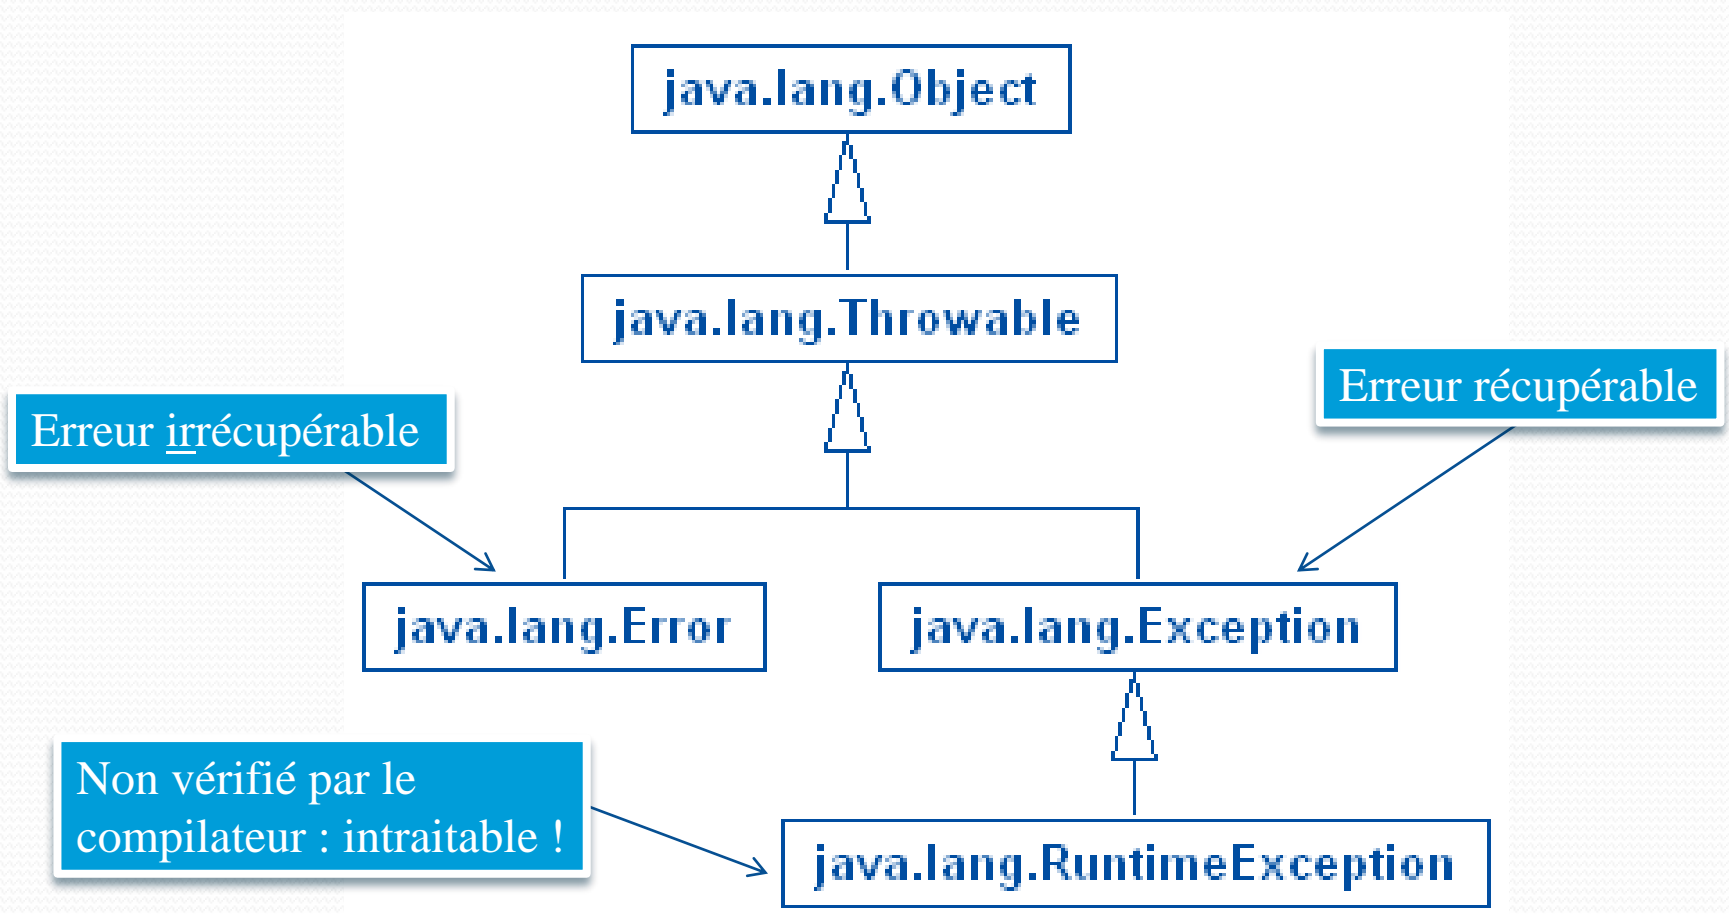 java.lang.Object
java.lang.Throwable
Erreur irrécupérable
Erreur récupérable
java.lang.Error
java.lang.Exception
Non vérifié par le
compilateur : intraitable !
java.lang.RuntimeException